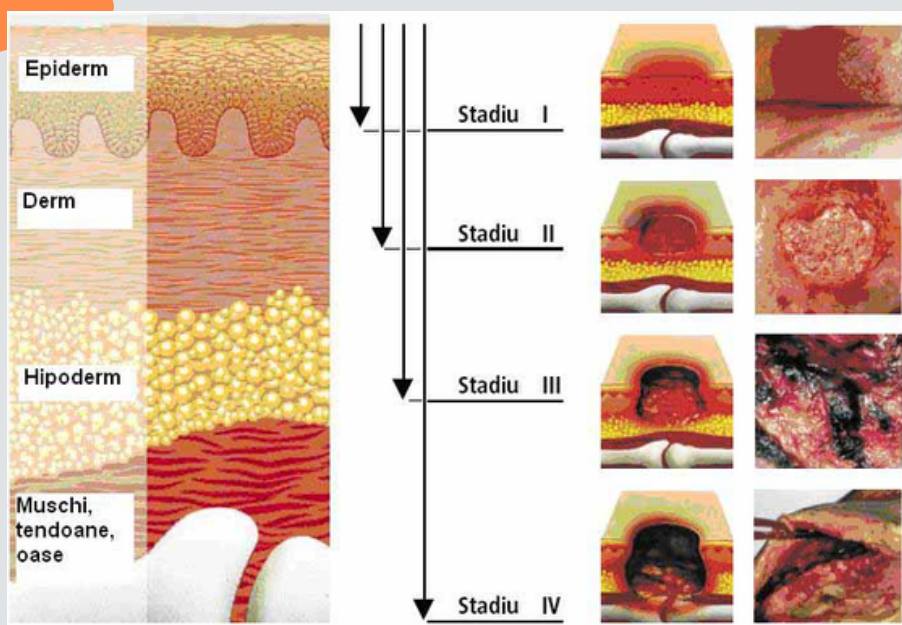 Epiderm
Derm
Hipoderm
Muschi,
tendoane,
oase
Stadiu I
Stadiu II
Stadiu III
Stadiu IV